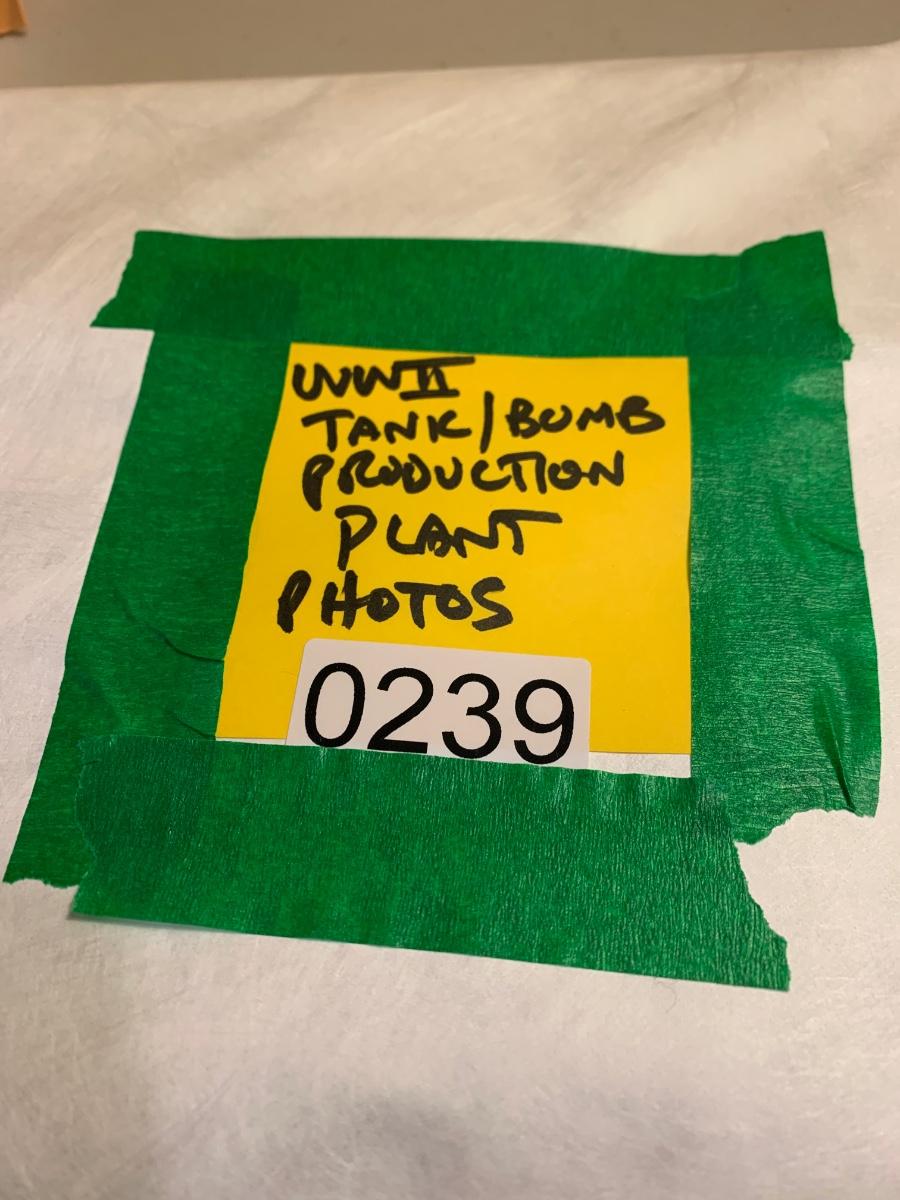 WWII
TANK/BOMB
PRODUCTION
PLANT
PHOTOS
0239